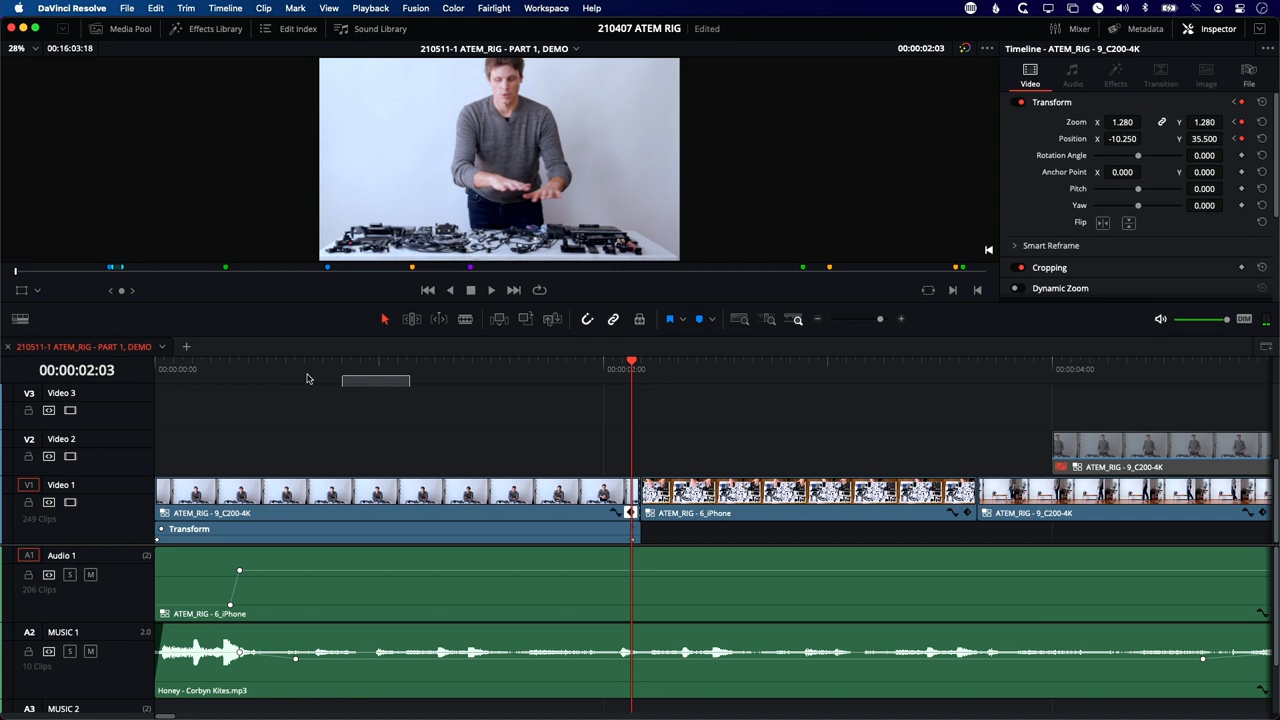 DaVinci Resolve File Edit Trim Timeline Clip Mark View Playback Fusion Color Fairlight Workspace Help
Media Pool Effects Library Edit Index Sound Library 210407 ATEM RIG Edited Mixer Metadata Inspector
28% 00:16:03:18 210511-1 ATEM_RIG - PART 1, DEMO 00:00:02:03 Timeline - ATEM_RIG - 9_C200-4K
Video Audio Effects Transition Image File
Transform
Zoom X 1.280 Y 1.280
Position X -10.250 Y 35.500
Rotation Angle 0.000
Anchor Point X 0.000 Y 0.000
Pitch 0.000
Yaw 0.000
Flip
Smart Reframe
Cropping
Dynamic Zoom
DIM
210511-1 ATEM_RIG - PART 1, DEMO
00:00:02:03 00:00:00:00 00:00:02:00 00:00:04:00
V3 Video 3
V2 Video 2
ATEM_RIG - 9_C200-4K
V1 Video 1
249 Clips
ATEM_RIG - 9_C200-4K ATEM_RIG - 6_iPhone ATEM_RIG - 9_C200-4K
Transform
A1 Audio 1 (2)
S M
206 Clips
ATEM_RIG - 6_iPhone
A2 MUSIC 1 2.0
S M
10 Clips
Honey - Corbyn Kites.mp3
A3 MUSIC 2 (2)